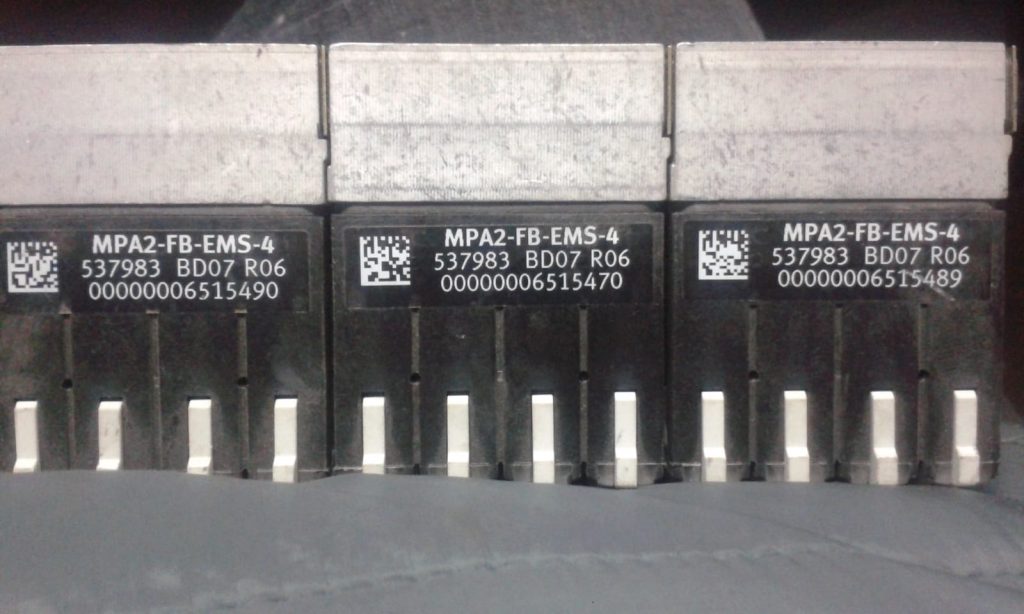 MPA2-FB-EMS-4
537983 BD07 R06
00000006515490
MPA2-FB-EMS-4
537983 BD07 R06
00000006515470
MPA2-FB-EMS-4
537983 BD07 R06
00000006515489